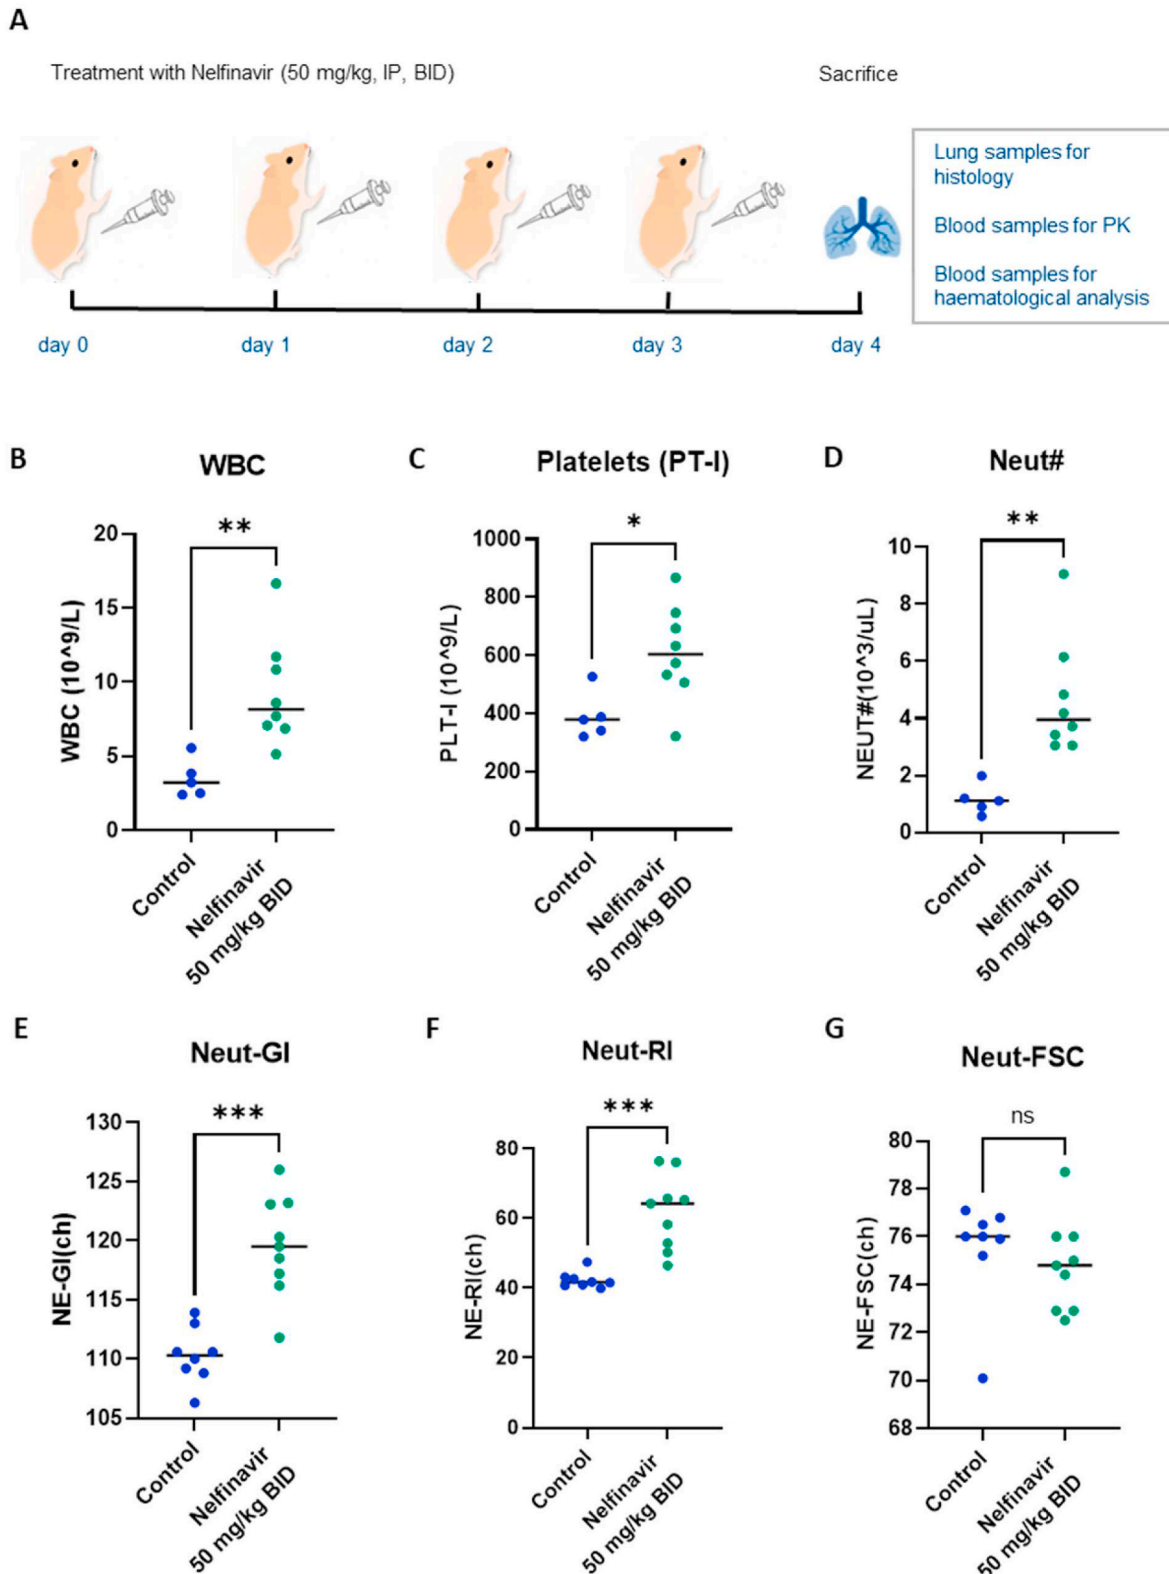 A
Treatment with Nelfinavir (50 mg/kg, IP, BID)
Sacrifice
Lung samples for
histology
Blood samples for PK
Blood samples for
haematological analysis
day 0
day 1
day 2
day 3
day 4
B
WBC
**
WBC (10^9/L)
20
15
10
5
0
Control
Nelfinavir
50 mg/kg BID
C
Platelets (PT-I)
*
PLT-I (10^9/L)
1000
800
600
400
200
0
Control
Nelfinavir
50 mg/kg BID
D
Neut#
**
NEUT#(10^3/uL)
10
8
6
4
2
0
Control
Nelfinavir
50 mg/kg BID
E
Neut-GI
***
NE-GI(ch)
130
125
120
115
110
105
Control
Nelfinavir
50 mg/kg BID
F
Neut-RI
***
NE-RI(ch)
80
60
40
20
0
Control
Nelfinavir
50 mg/kg BID
G
Neut-FSC
ns
NE-FSC(ch)
80
78
76
74
72
70
68
Control
Nelfinavir
50 mg/kg BID